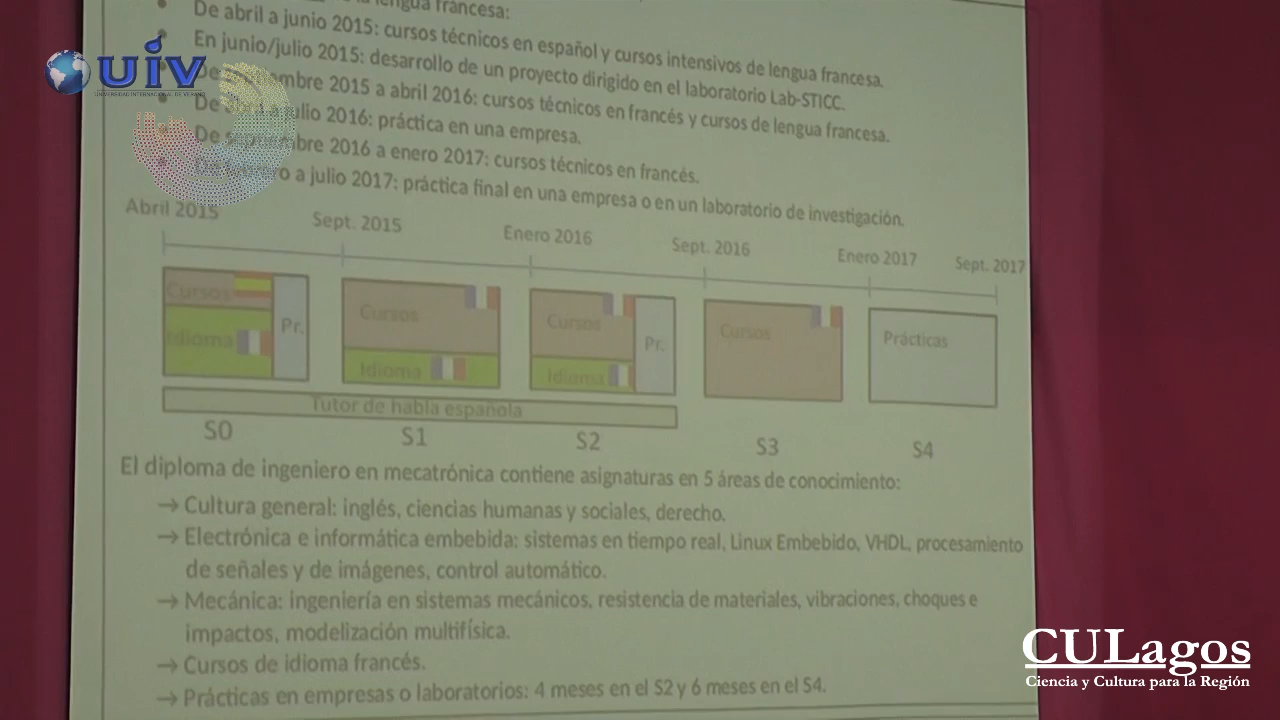 lengua francesa:
• De abril a junio 2015: cursos técnicos en español y cursos intensivos de lengua francesa.
• En junio/julio 2015: desarrollo de un proyecto dirigido en el laboratorio Lab-STICC.
De mbre 2015 a abril 2016: cursos técnicos en francés y cursos de lengua francesa.
• De abril a julio 2016: práctica en una empresa.
De septiembre 2016 a enero 2017: cursos técnicos en francés.
o a julio 2017: práctica final en una empresa o en un laboratorio de investigación.
UIV
UNIVERSIDAD INTERNACIONAL DE VERANO
Abril 2015 Sept. 2015 Enero 2016 Sept. 2016 Enero 2017 Sept. 2017
Cursos Cursos Cursos Cursos Prácticas
Idioma Pr. Idioma Idioma Pr.
Tutor de habla española
S0 S1 S2 S3 S4
El diploma de ingeniero en mecatrónica contiene asignaturas en 5 áreas de conocimiento:
→ Cultura general: inglés, ciencias humanas y sociales, derecho.
→ Electrónica e informática embebida: sistemas en tiempo real, Linux Embebido, VHDL, procesamiento
de señales y de imágenes, control automático.
→ Mecánica: ingeniería en sistemas mecánicos, resistencia de materiales, vibraciones, choques e
impactos, modelización multifísica.
→ Cursos de idioma francés.
→ Prácticas en empresas o laboratorios: 4 meses en el S2 y 6 meses en el S4.
CULagos
Ciencia y Cultura para la Región